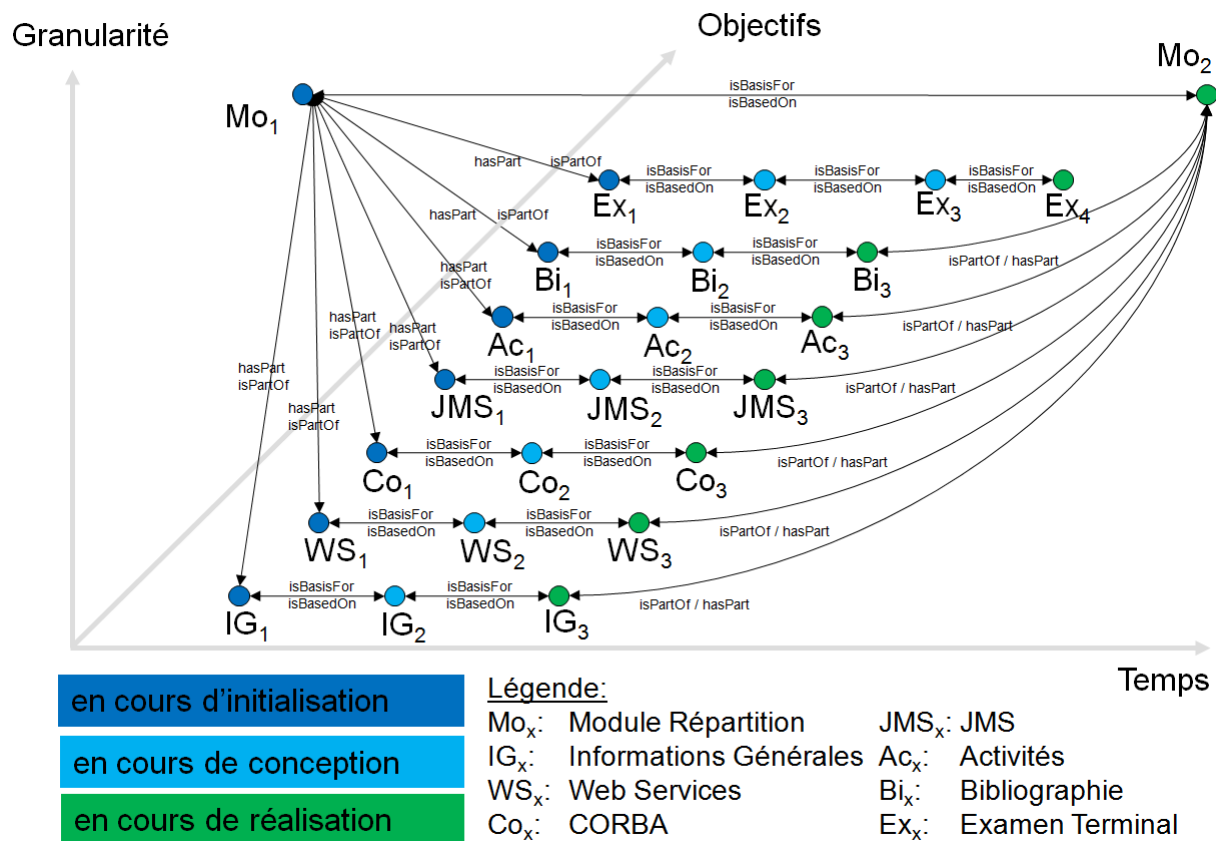 Granularité
Objectifs
Mo2
Mo1
isBasisFor
isBasedOn
hasPart isPartOf
isBasisFor isBasisFor isBasisFor
isBasedOn isBasedOn isBasedOn
Ex1 Ex2 Ex3 Ex4
hasPart isPartOf
isBasisFor isBasisFor
isBasedOn isBasedOn
Bi1 Bi2 Bi3
isPartOf / hasPart
hasPart
isPartOf
isBasisFor isBasisFor
isBasedOn isBasedOn
Ac1 Ac2 Ac3
isPartOf / hasPart
hasPart
isPartOf
isBasisFor isBasisFor
isBasedOn isBasedOn
JMS1 JMS2 JMS3
isPartOf / hasPart
hasPart
isPartOf
isBasisFor isBasisFor
isBasedOn isBasedOn
Co1 Co2 Co3
isPartOf / hasPart
hasPart
isPartOf
isBasisFor isBasisFor
isBasedOn isBasedOn
WS1 WS2 WS3
isPartOf / hasPart
hasPart
isPartOf
isBasisFor isBasisFor
isBasedOn isBasedOn
IG1 IG2 IG3
isPartOf / hasPart
Temps
en cours d'initialisation
en cours de conception
en cours de réalisation
Légende:
Mox: Module Répartition
IGx: Informations Générales
WSx: Web Services
Cox: CORBA
JMSx: JMS
Acx: Activités
Bix: Bibliographie
Exx: Examen Terminal